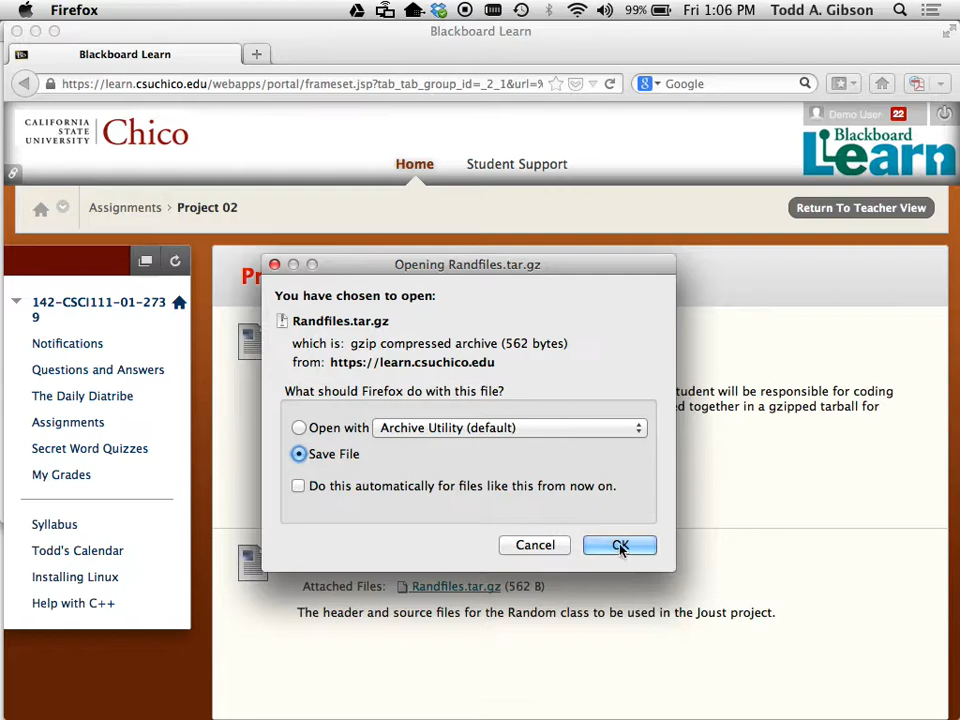 Firefox
99%
Fri 1:06 PM
Todd A. Gibson
Blackboard Learn
Blackboard Learn
https://learn.csuchico.edu/webapps/portal/frameset.jsp?tab_tab_group_id=_2_1&url=%
Google
CALIFORNIA
STATE
UNIVERSITY
Chico
Demo User
22
Blackboard
Learn
Home
Student Support
Assignments › Project 02
Return To Teacher View
142-CSCI111-01-273
9
Notifications
Questions and Answers
The Daily Diatribe
Assignments
Secret Word Quizzes
My Grades
Syllabus
Todd's Calendar
Installing Linux
Help with C++
Opening Randfiles.tar.gz
You have chosen to open:
Randfiles.tar.gz
which is: gzip compressed archive (562 bytes)
from: https://learn.csuchico.edu
What should Firefox do with this file?
Open with
Archive Utility (default)
Save File
Do this automatically for files like this from now on.
Cancel
OK
Pr
tudent will be responsible for coding
d together in a gzipped tarball for
Attached Files: Randfiles.tar.gz (562 B)
The header and source files for the Random class to be used in the Joust project.